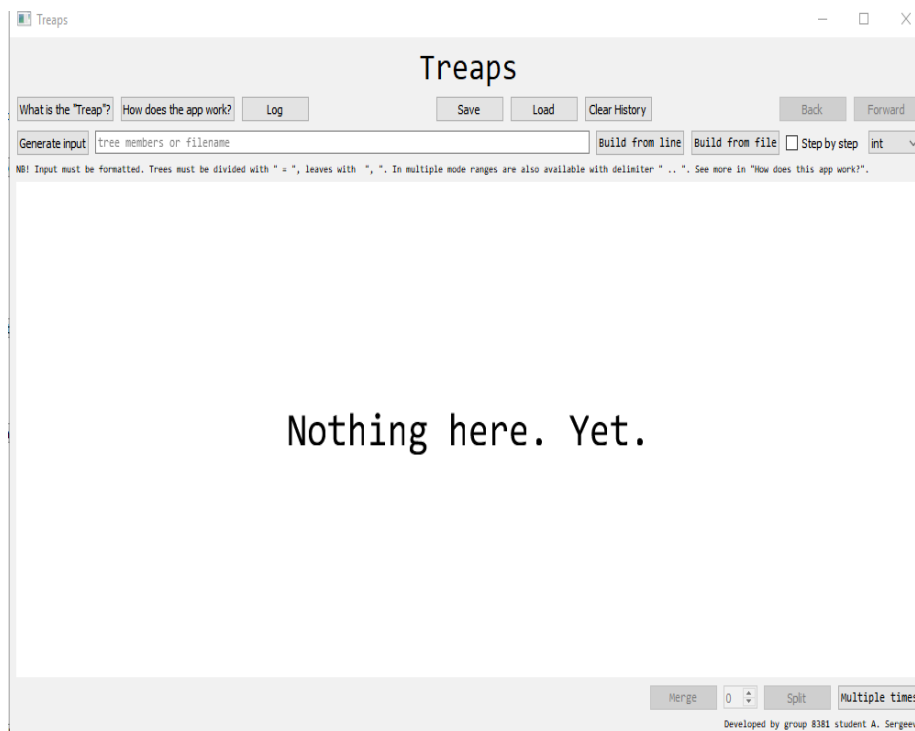 Treaps
Treaps
What is the "Treap"? How does the app work? Log Save Load Clear History Back Forward
Generate input tree members or filename Build from line Build from file Step by step int
NB! Input must be formatted. Trees must be divided with " = ", leaves with  ", ". In multiple mode ranges are also available with delimiter " .. ". See more in "How does this app work?".
Nothing here. Yet.
Merge 0 Split Multiple times
Developed by group 8381 student A. Sergeev